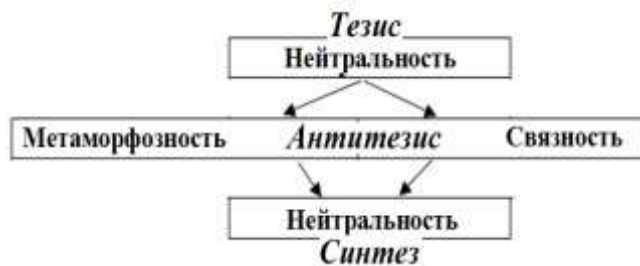 Тезис
Нейтральность
Метаморфозность Антитезис Связность
Нейтральность
Синтез